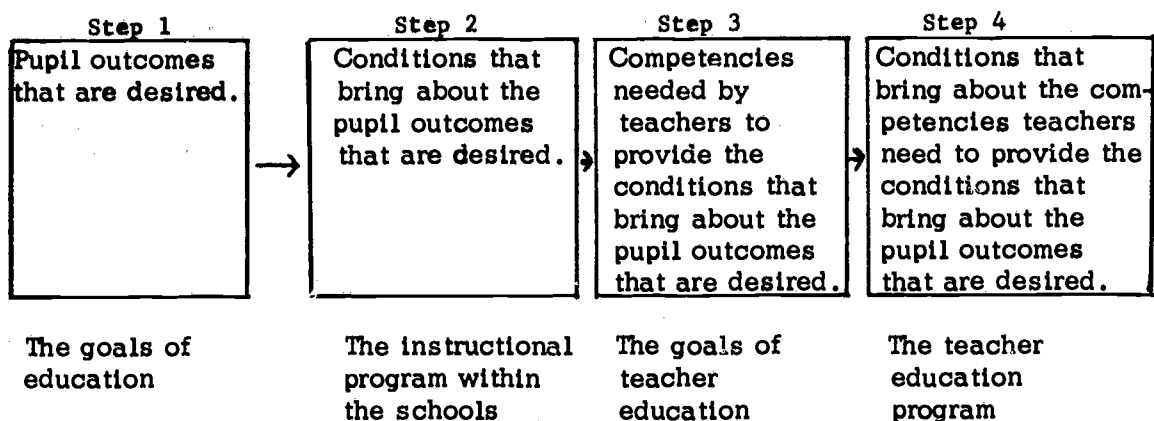 Step 1
Pupil outcomes
that are desired.
The goals of
education
Step 2
Conditions that
bring about the
pupil outcomes
that are desired.
The instructional
program within
the schools
Step 3
Competencies
needed by
teachers to
provide the
conditions that
bring about the
pupil outcomes
that are desired.
The goals of
teacher
education
Step 4
Conditions that
bring about the com-
petencies teachers
need to provide the
conditions that
bring about the
pupil outcomes
that are desired.
The teacher
education
program